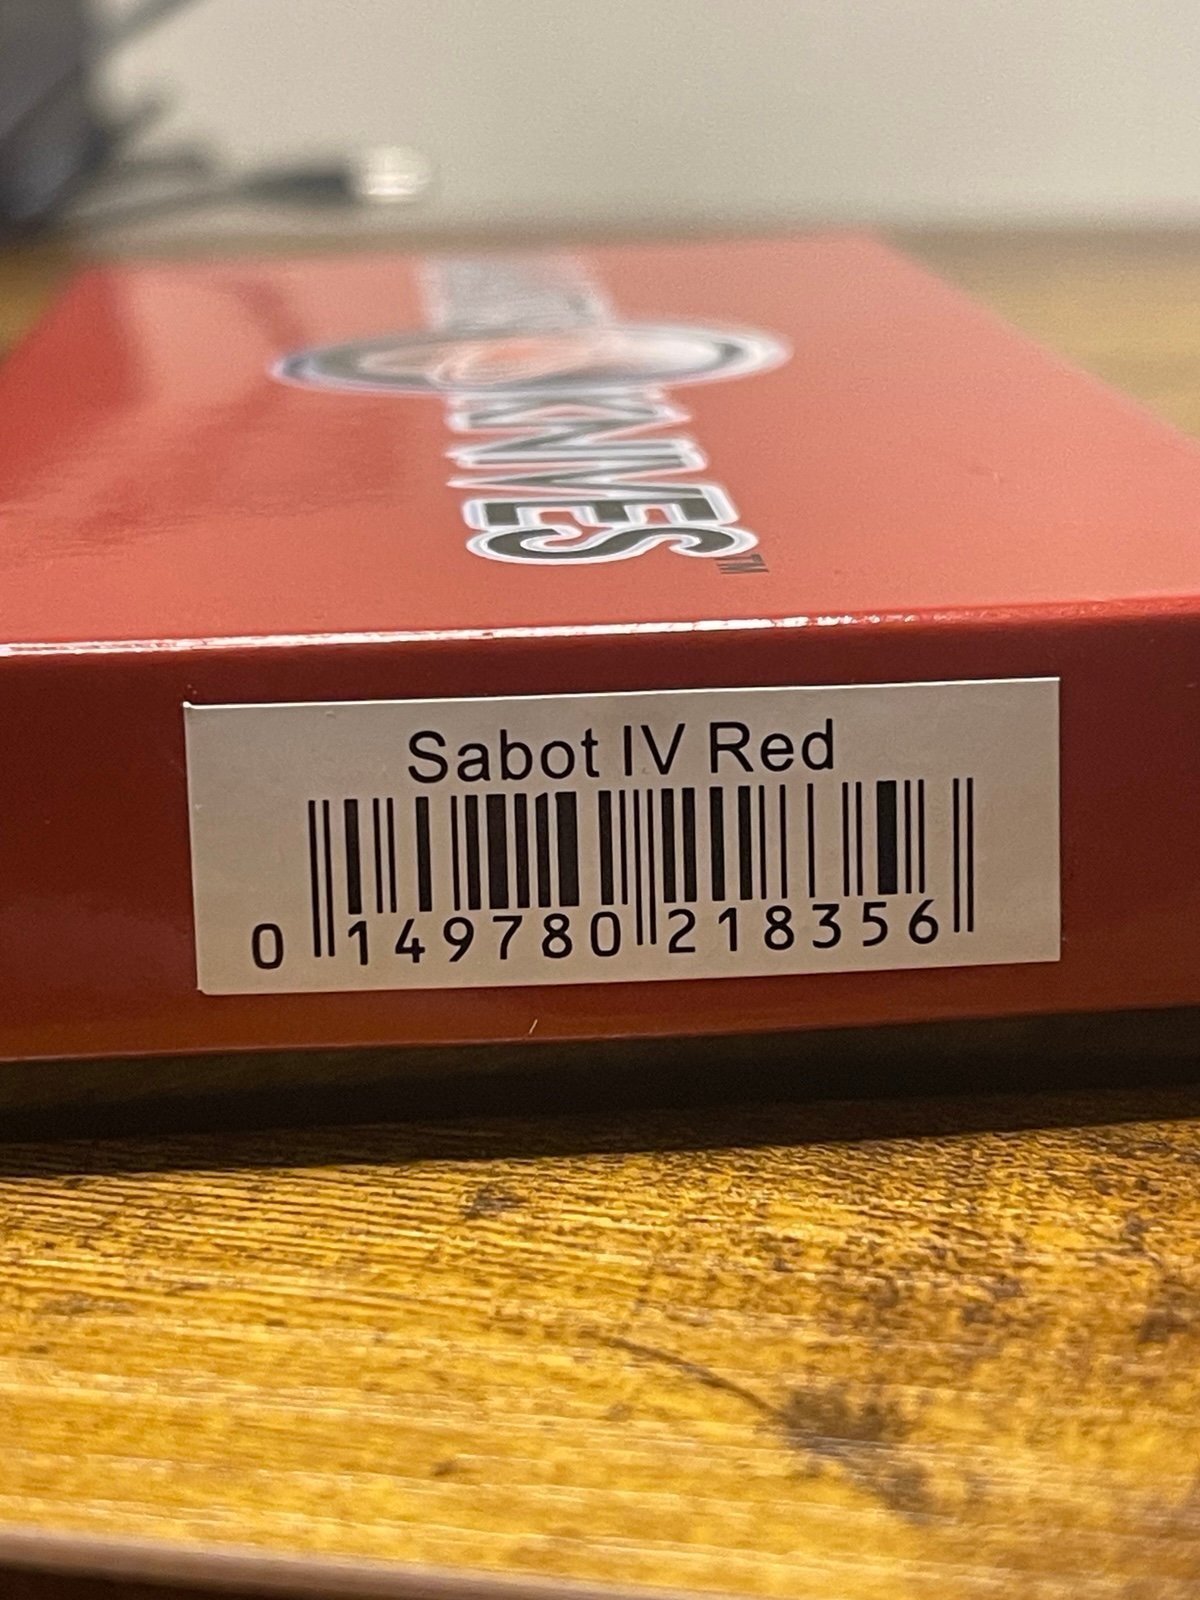 KNIVES™
Sabot IV Red
0 149780 218356